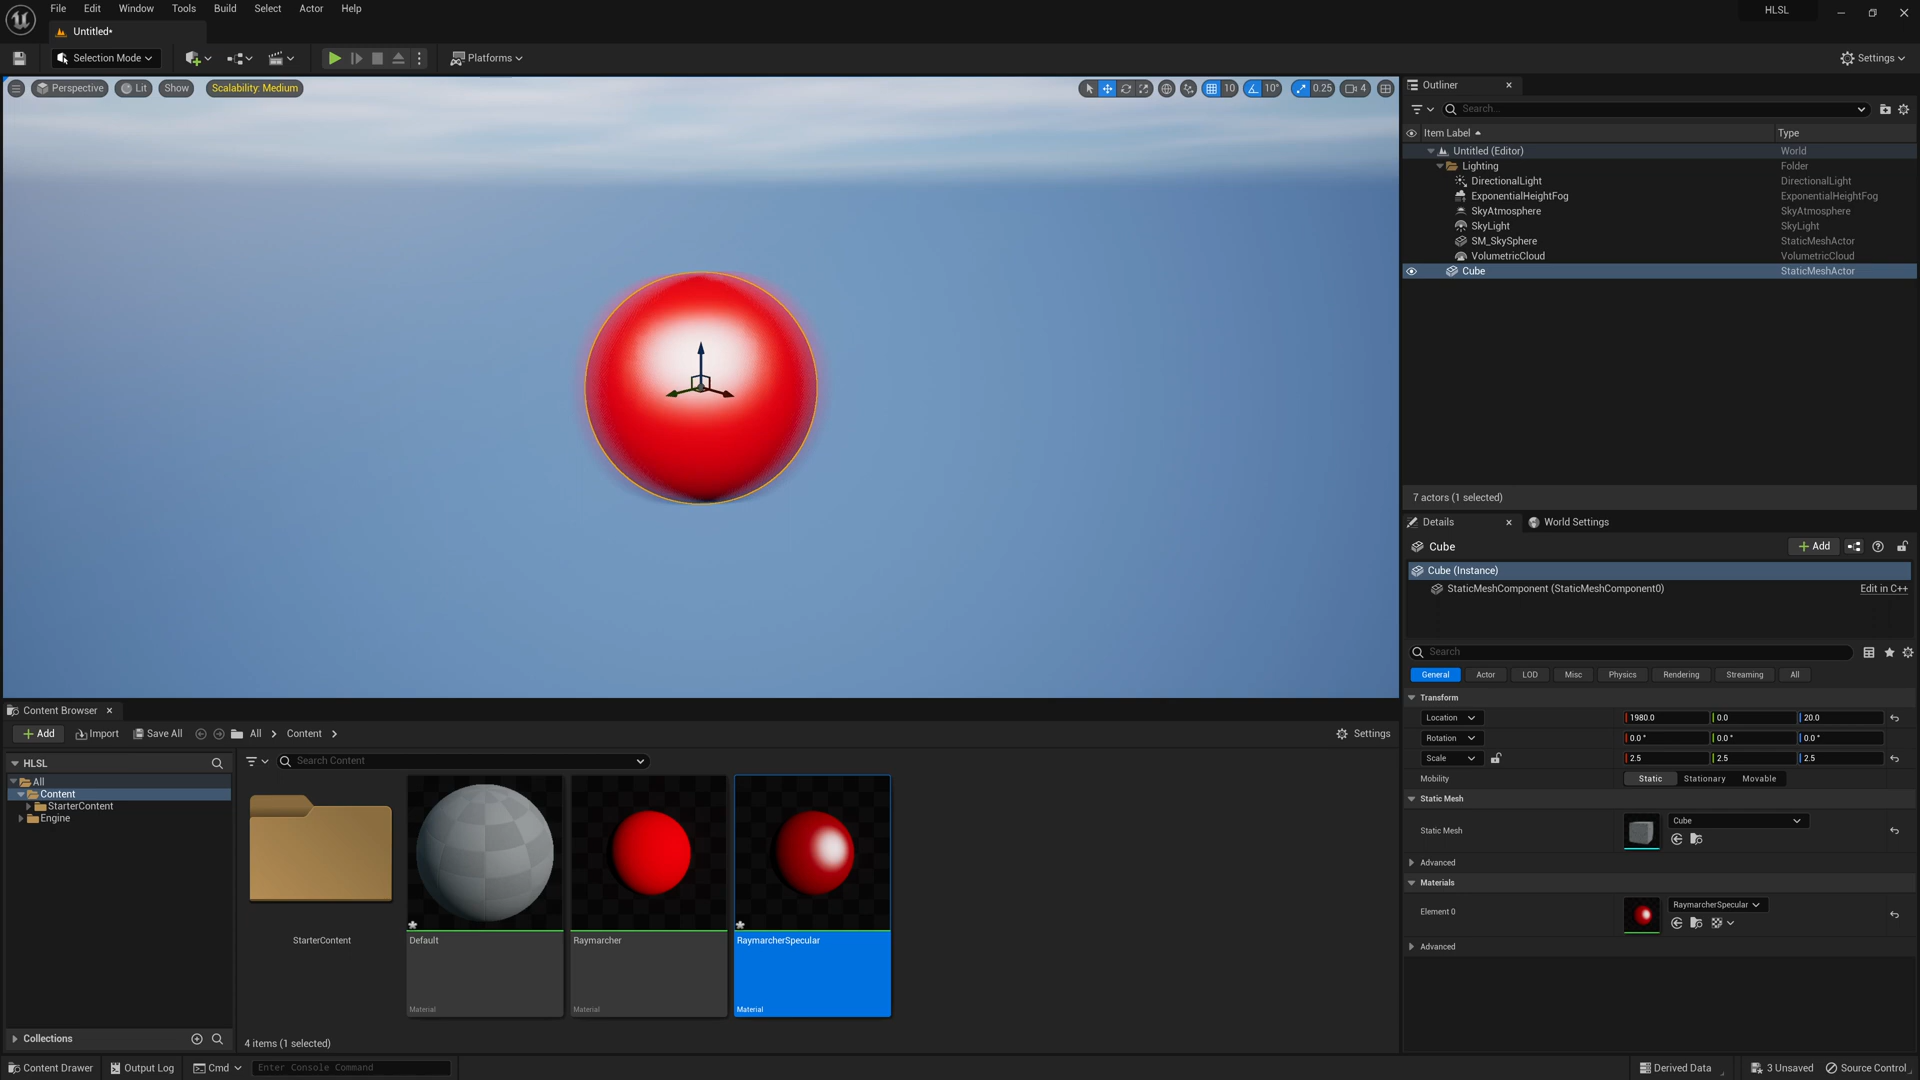 File Edit Window Tools Build Select Actor Help
HLSL
Untitled*
Selection Mode
Platforms
Settings
Perspective Lit Show Scalability: Medium
10 10° 0.25 4
Outliner
Search...
Item Label Type
Untitled (Editor) World
Lighting Folder
DirectionalLight DirectionalLight
ExponentialHeightFog ExponentialHeightFog
SkyAtmosphere SkyAtmosphere
SkyLight SkyLight
SM_SkySphere StaticMeshActor
VolumetricCloud VolumetricCloud
Cube StaticMeshActor
7 actors (1 selected)
Details World Settings
Cube
Add
Cube (Instance)
StaticMeshComponent (StaticMeshComponent0) Edit in C++
Search
General Actor LOD Misc Physics Rendering Streaming All
Transform
Location 1980.0 0.0 20.0
Rotation 0.0° 0.0° 0.0°
Scale 2.5 2.5 2.5
Mobility Static Stationary Movable
Static Mesh
Static Mesh Cube
Advanced
Materials
Element 0 RaymarcherSpecular
Advanced
Content Browser
Add Import Save All All Content Settings
HLSL
Search Content
All
Content
StarterContent
Engine
StarterContent
Default
Material
Raymarcher
Material
RaymarcherSpecular
Material
Collections
4 items (1 selected)
Content Drawer Output Log Cmd Enter Console Command Derived Data 3 Unsaved Source Control